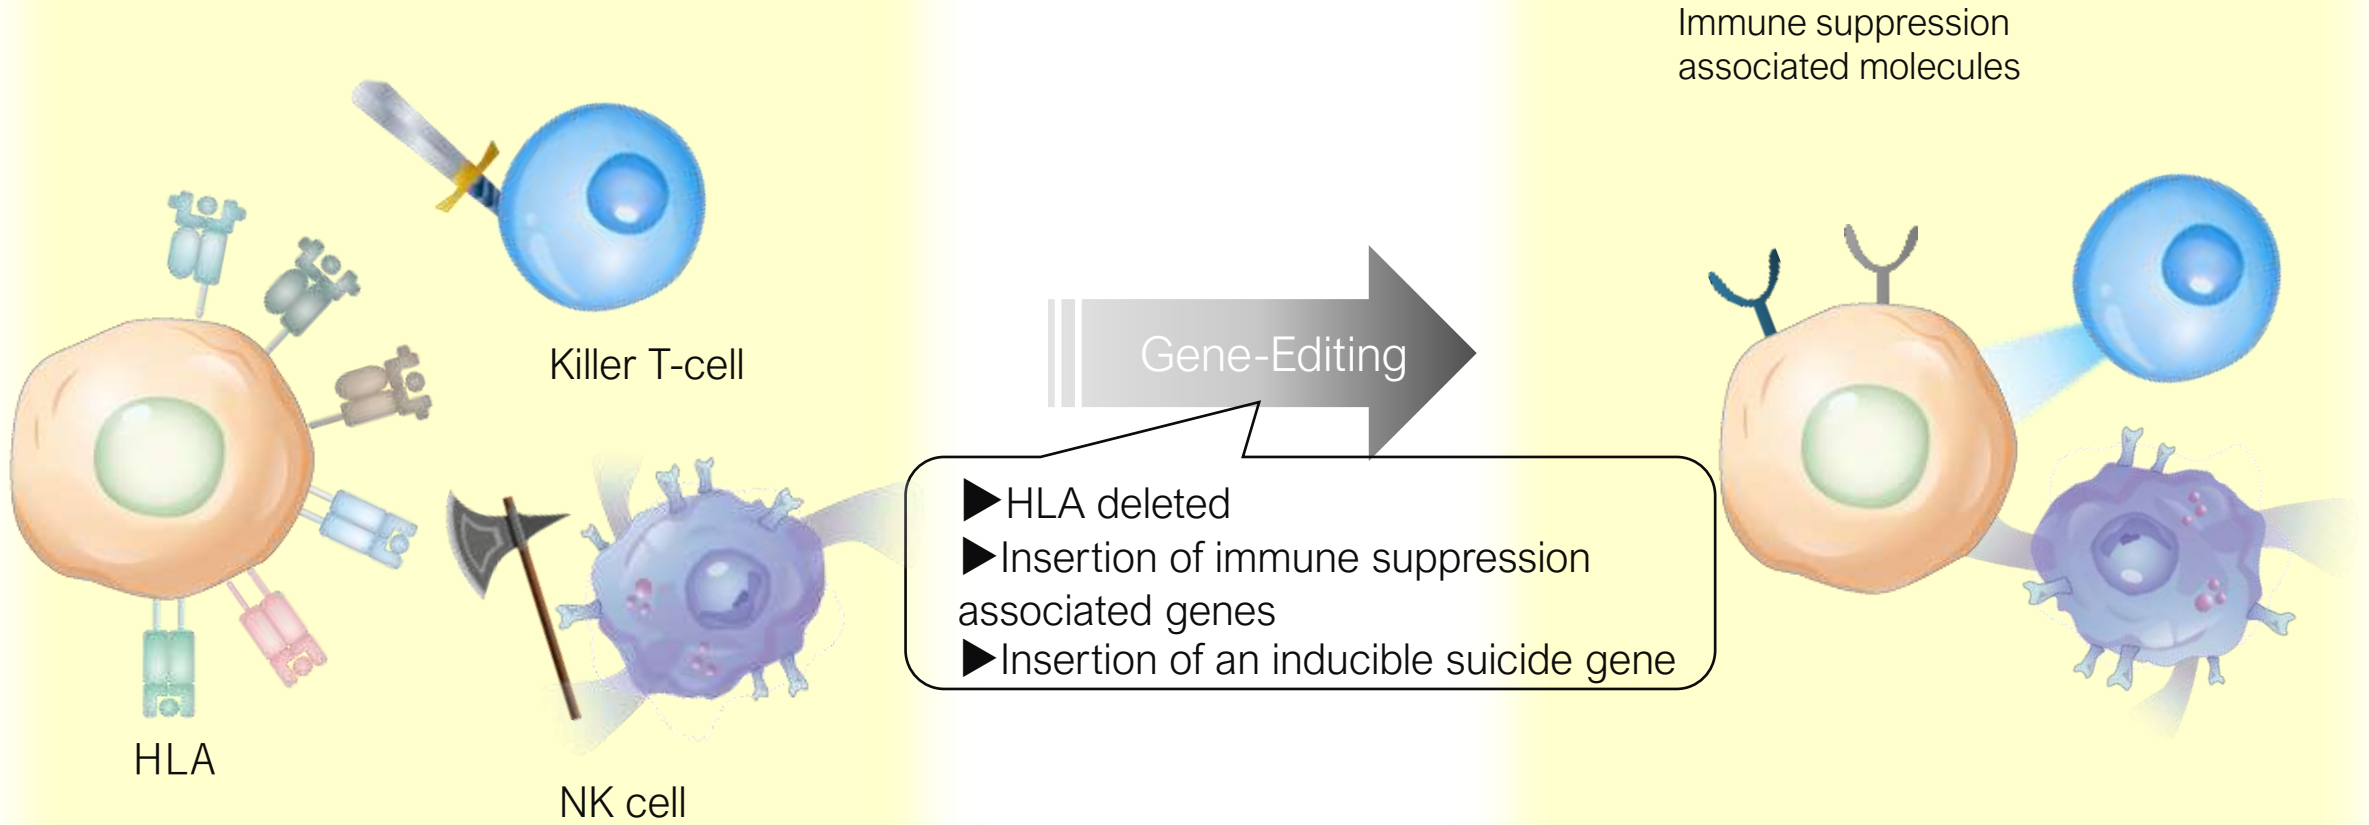 Immune suppression
associated molecules
Killer T-cell
Gene-Editing
▶HLA deleted
▶Insertion of immune suppression
associated genes
▶Insertion of an inducible suicide gene
HLA
NK cell